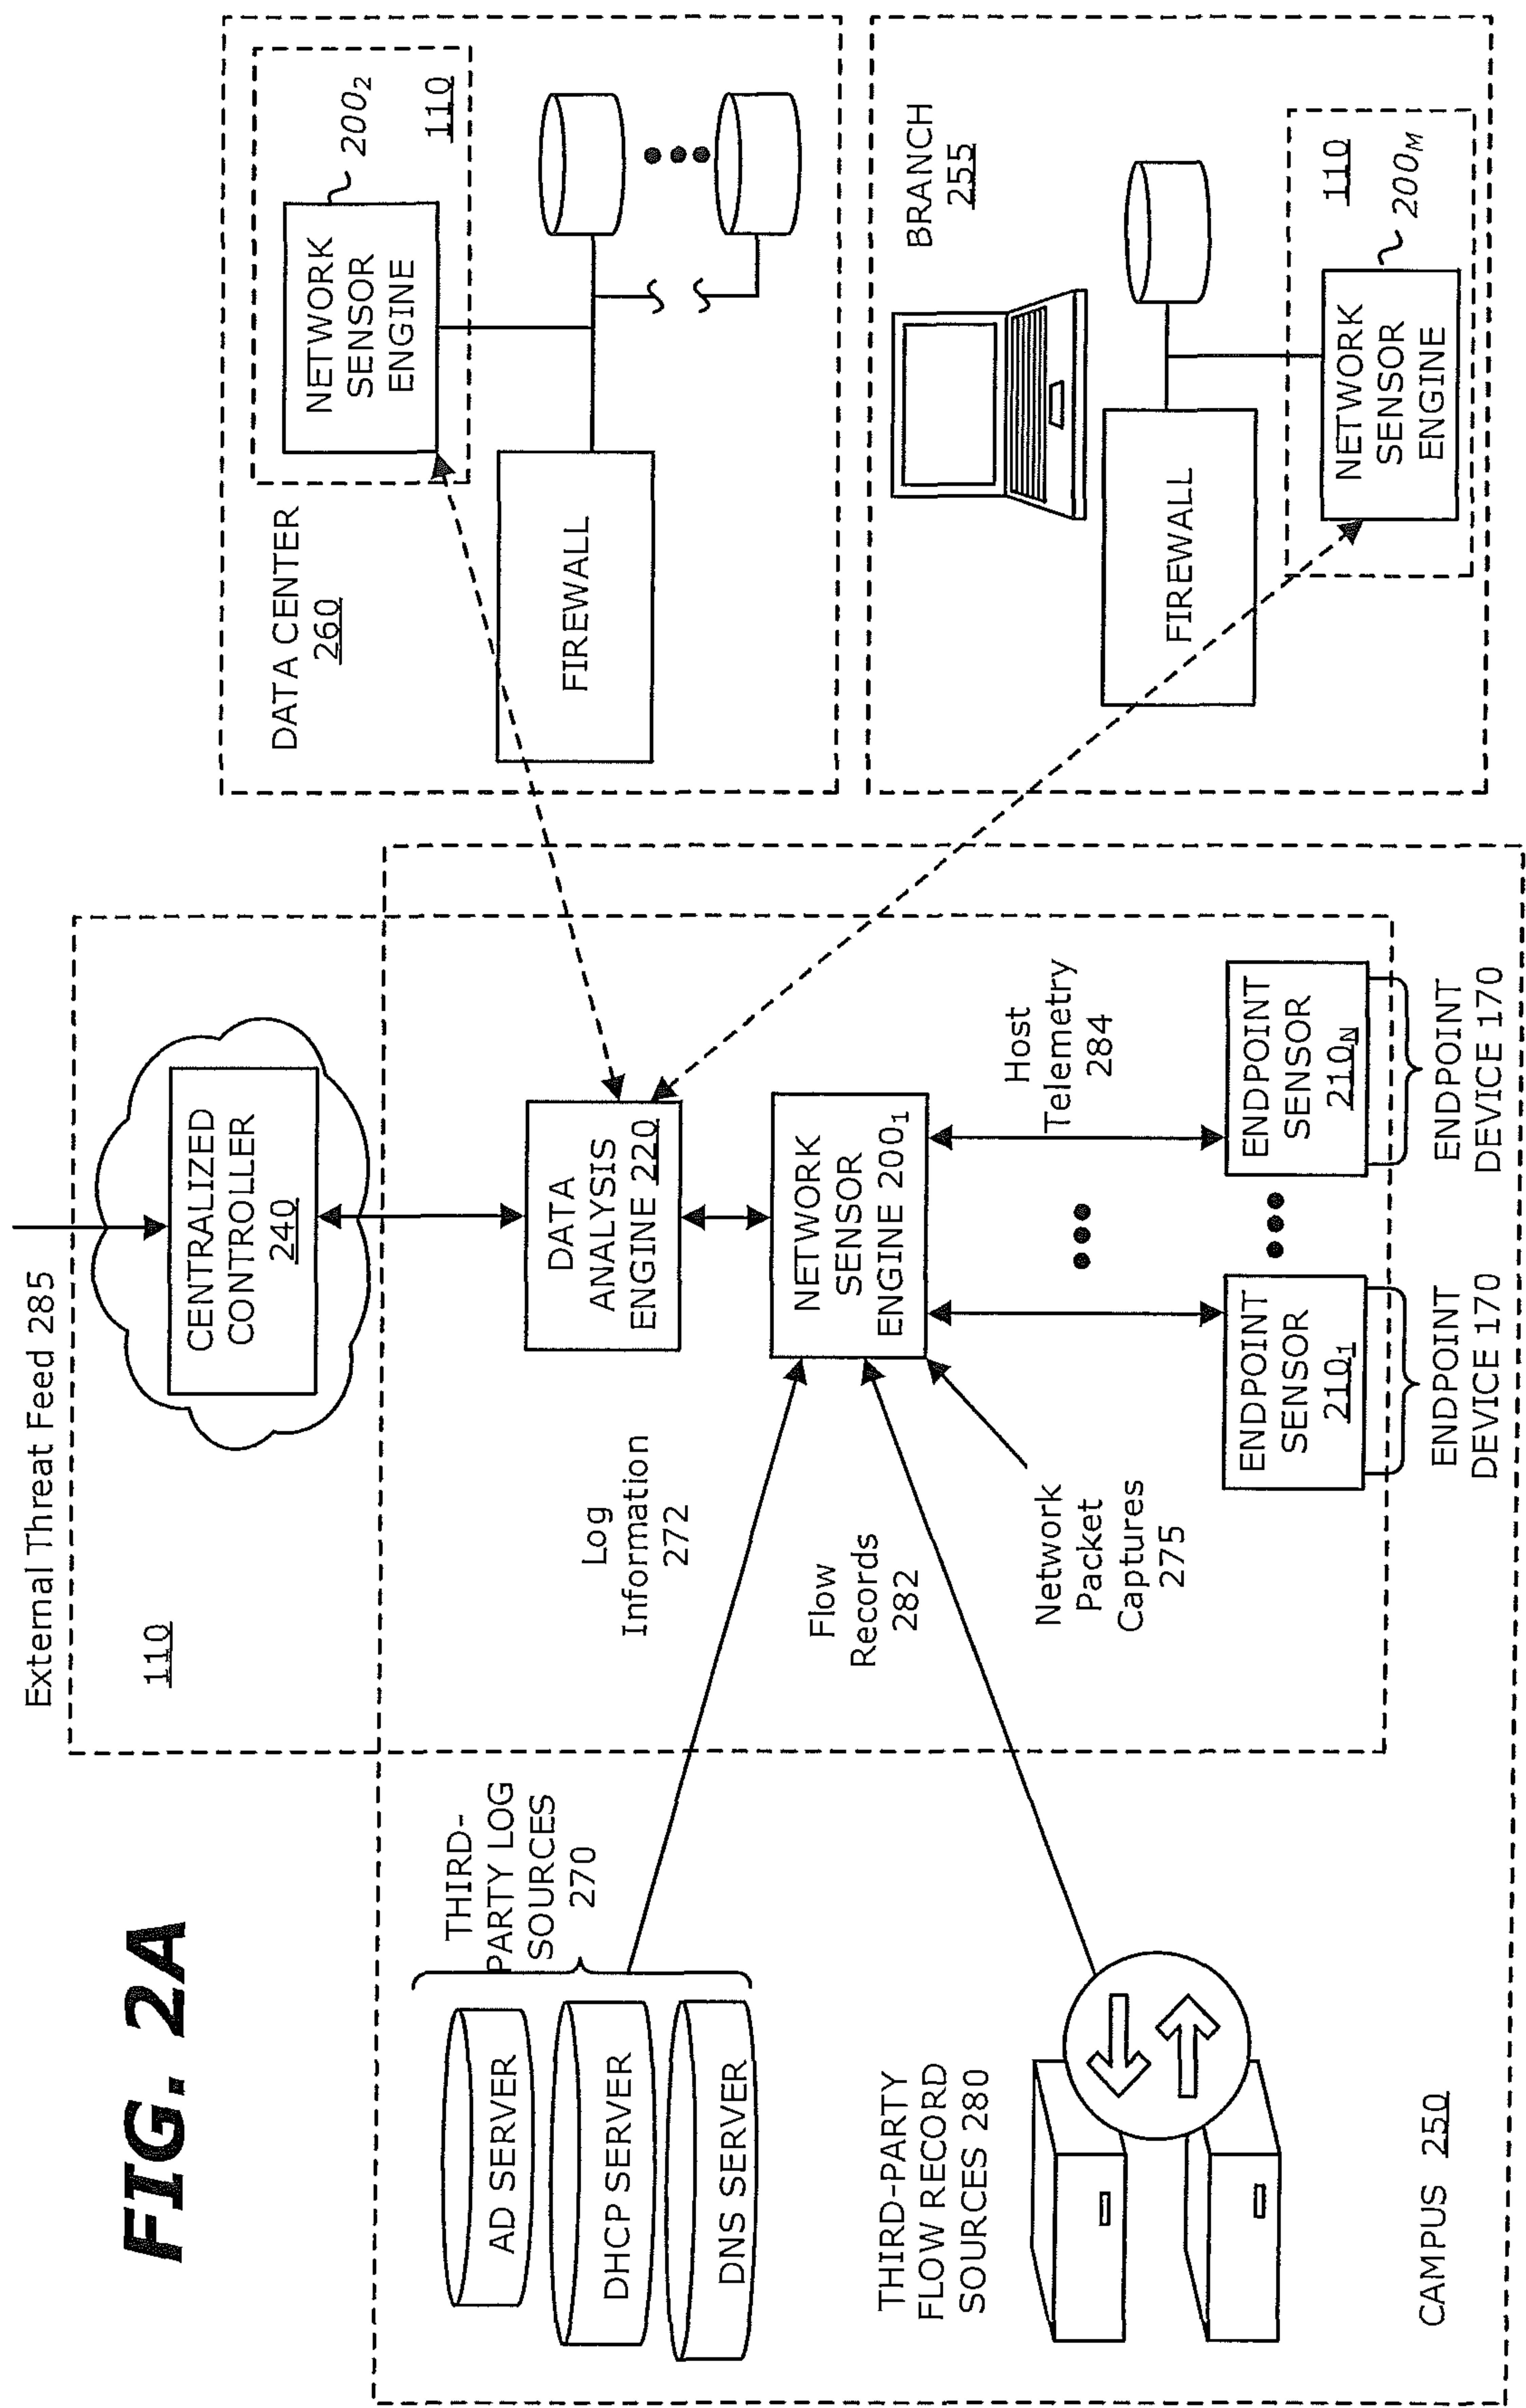 FIG. 2A
External Threat Feed 285
110
CENTRALIZED
CONTROLLER
240
THIRD-
PARTY LOG
SOURCES
270
AD SERVER
DHCP SERVER
DNS SERVER
Log
Information
272
DATA
ANALYSIS
ENGINE 220
THIRD-PARTY
FLOW RECORD
SOURCES 280
Flow
Records
282
NETWORK
SENSOR
ENGINE 200₁
Network
Packet
Captures
275
Host
Telemetry
284
ENDPOINT
SENSOR
210₁
ENDPOINT
SENSOR
210N
ENDPOINT
DEVICE 170
ENDPOINT
DEVICE 170
CAMPUS 250
DATA CENTER
260
NETWORK
SENSOR
ENGINE
200₂
110
FIREWALL
BRANCH
255
FIREWALL
110
NETWORK
SENSOR
ENGINE
200M